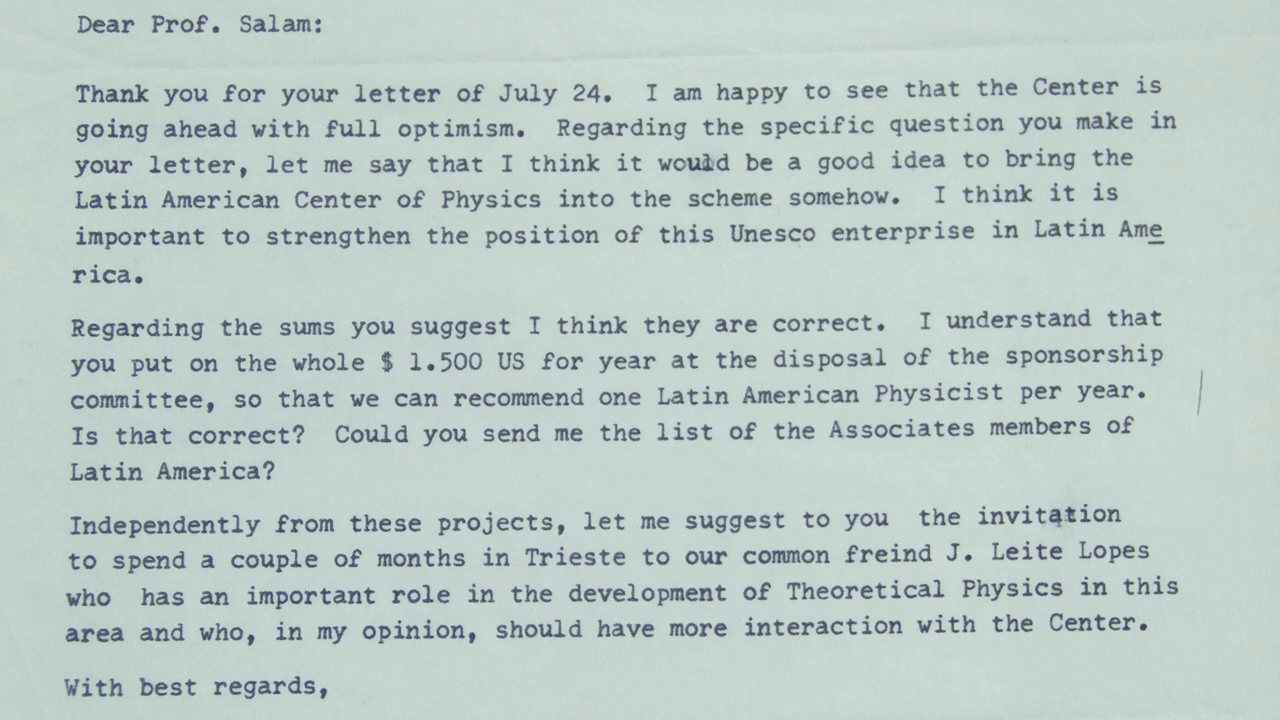 Dear Prof. Salam:
Thank you for your letter of July 24.  I am happy to see that the Center is
going ahead with full optimism.  Regarding the specific question you make in
your letter, let me say that I think it would be a good idea to bring the
Latin American Center of Physics into the scheme somehow.  I think it is
important to strengthen the position of this Unesco enterprise in Latin Ame
rica.
Regarding the sums you suggest I think they are correct.  I understand that
you put on the whole $ 1.500 US for year at the disposal of the sponsorship
committee, so that we can recommend one Latin American Physicist per year.
Is that correct?  Could you send me the list of the Associates members of
Latin America?
Independently from these projects, let me suggest to you  the invitation
to spend a couple of months in Trieste to our common freind J. Leite Lopes
who  has an important role in the development of Theoretical Physics in this
area and who, in my opinion, should have more interaction with the Center.
With best regards,